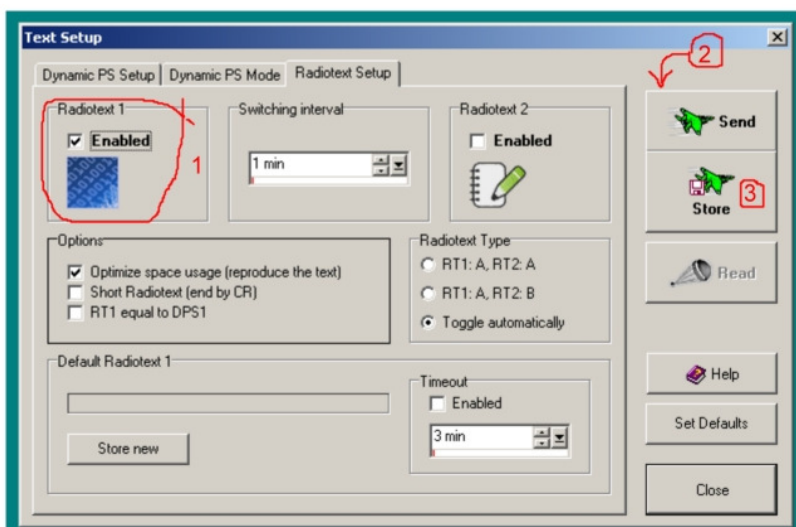 Text Setup
2
Dynamic PS Setup
Dynamic PS Mode
Radiotext Setup
Radiotext 1
Enabled
1
Switching interval
1 min
Radiotext 2
Enabled
Send
Store
3
Read
Options
Optimize space usage (reproduce the text)
Short Radiotext (end by CR)
RT1 equal to DPS1
Radiotext Type
RT1: A, RT2: A
RT1: A, RT2: B
Toggle automatically
Default Radiotext 1
Store new
Timeout
Enabled
3 min
Help
Set Defaults
Close